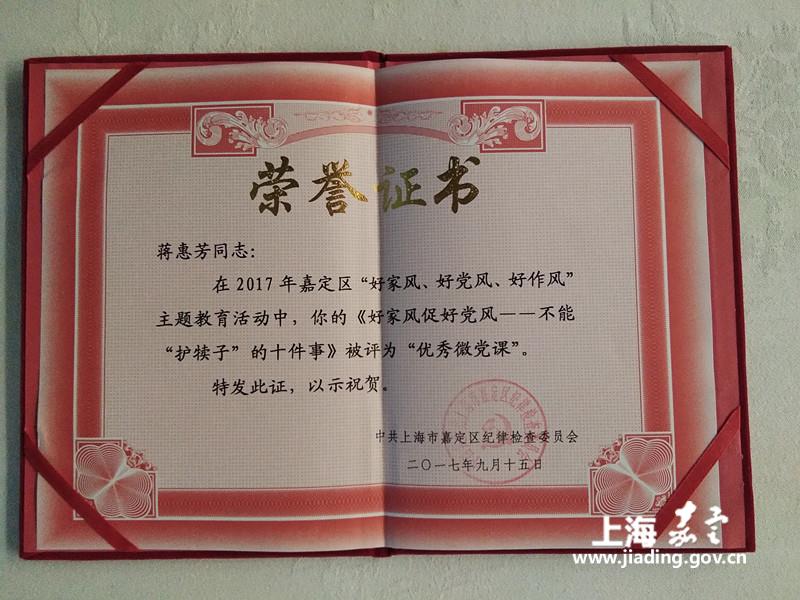 荣誉证书
蒋惠芳同志：
在2017年嘉定区“好家风、好党风、好作风”
主题教育活动中，你的《好家风促好党风——不能
“护犊子”的十件事》被评为“优秀微党课”。
特发此证，以示祝贺。
中共上海市嘉定区纪律检查委员会
二〇一七年九月十五日
上海嘉定
www.jiading.gov.cn